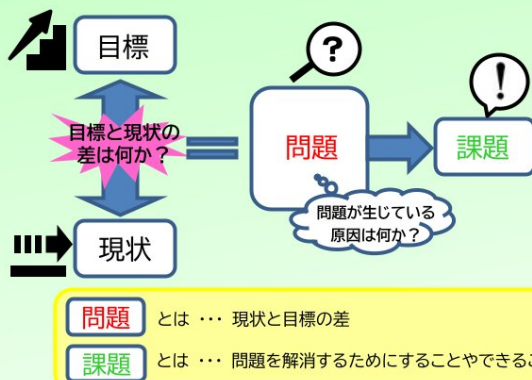 目標
?
!
目標と現状の
差は何か？
問題
課題
問題が生じている
原因は何か？
現状
問題 とは ･･･ 現状と目標の差
課題 とは ･･･ 問題を解消するためにすることやできるこ